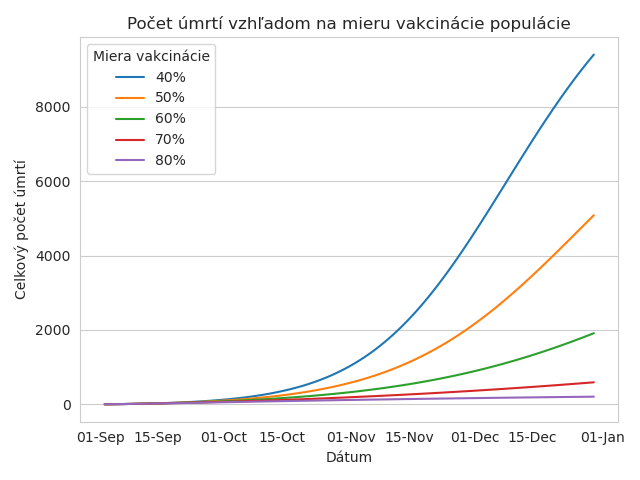 Počet úmrtí vzhľadom na mieru vakcinácie populácie
Miera vakcinácie
40%
50%
60%
70%
80%
Celkový počet úmrtí
8000
6000
4000
2000
0
01-Sep 15-Sep 01-Oct 15-Oct 01-Nov 15-Nov 01-Dec 15-Dec 01-Jan
Dátum